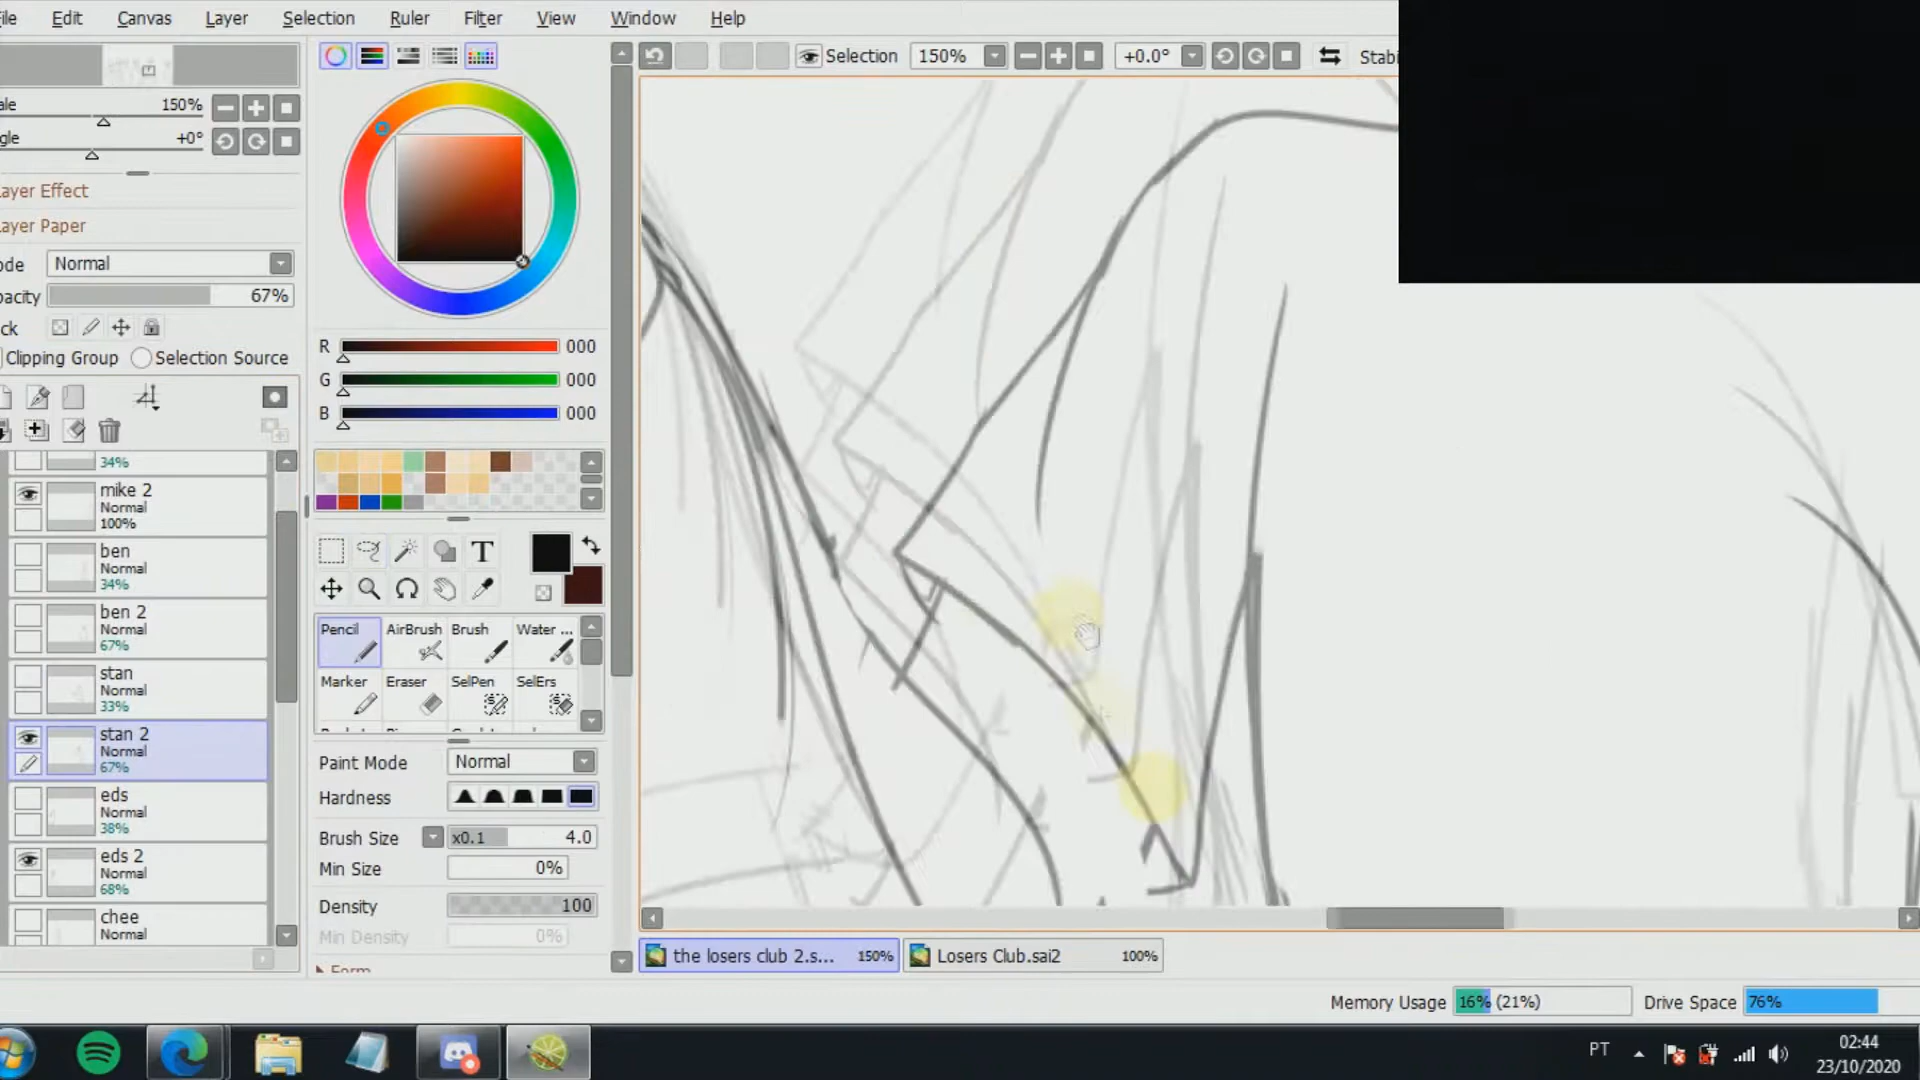 ile Edit Canvas Layer Selection Ruler Filter View Window Help
Selection 150% +0.0° Stabi
ale 150%
gle +0°
ayer Effect
ayer Paper
ode Normal
pacity 67%
ck
Clipping Group Selection Source
34%
mike 2
Normal
100%
ben
Normal
34%
ben 2
Normal
67%
stan
Normal
33%
stan 2
Normal
67%
eds
Normal
38%
eds 2
Normal
68%
chee
Normal
R 000
G 000
B 000
T
Pencil AirBrush Brush Water ...
Marker Eraser SelPen SelErs
Paint Mode Normal
Hardness
Brush Size x0.1 4.0
Min Size 0%
Density 100
Min Density 0%
Form
the losers club 2.s... 150% Losers Club.sai2 100%
Memory Usage 16% (21%) Drive Space 76%
PT 02:44
23/10/2020